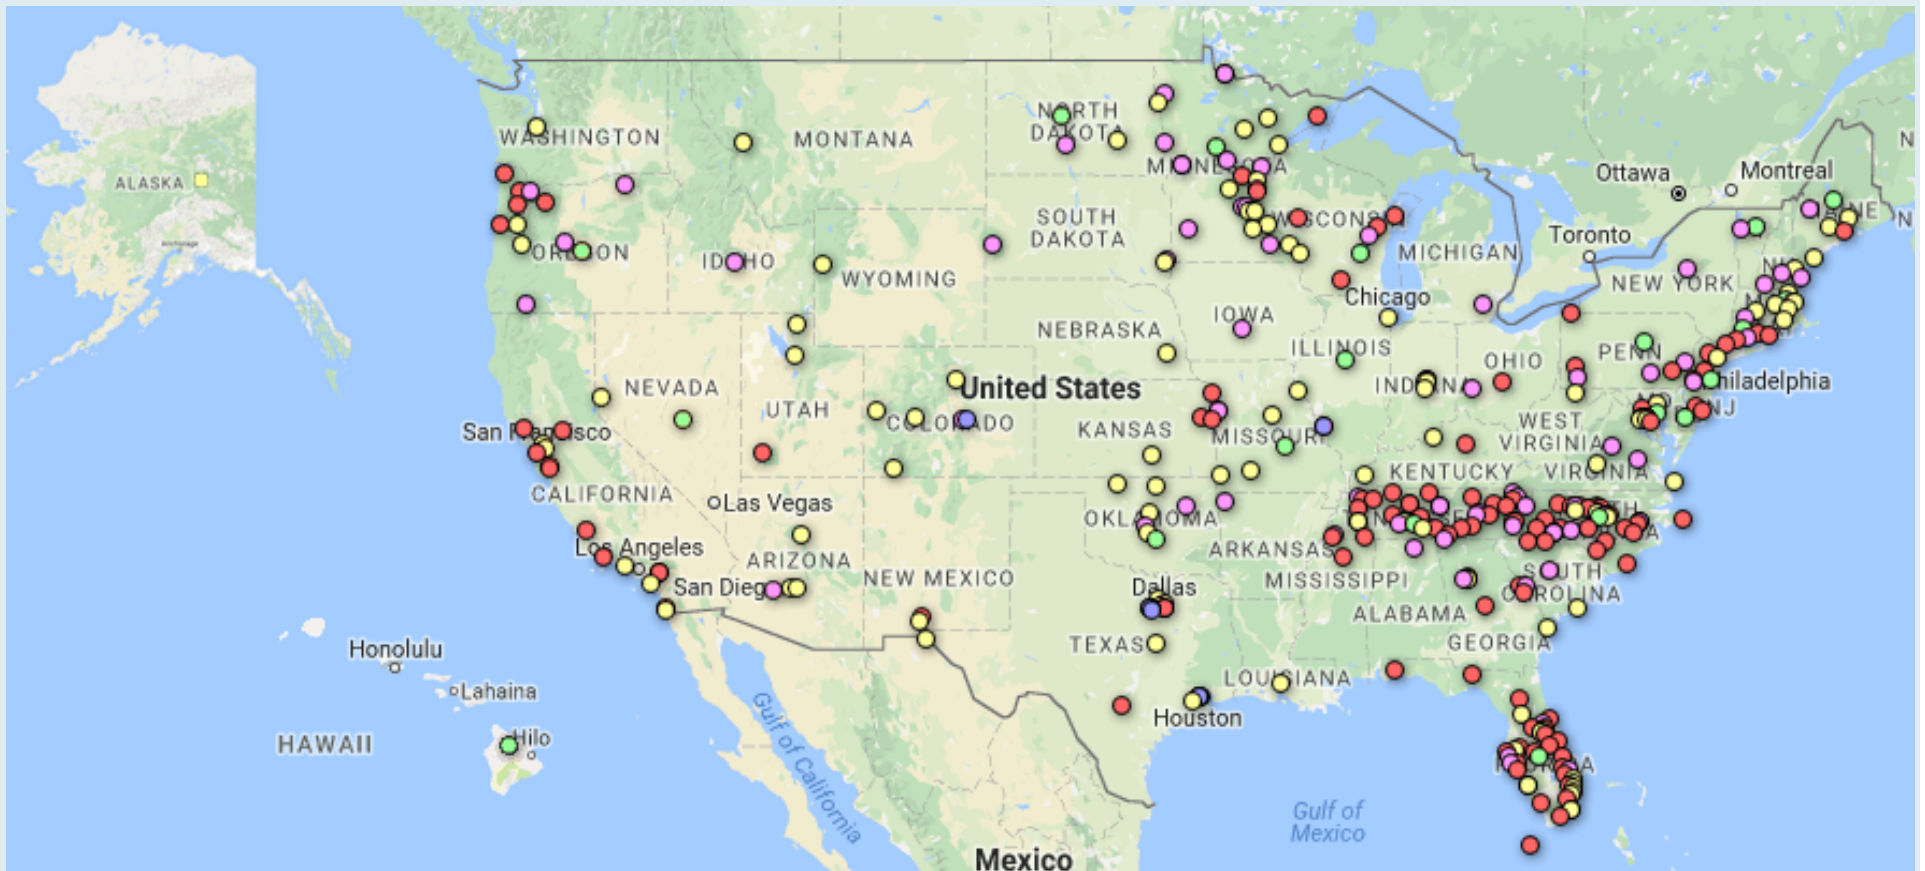 NORTH
DAKOTA
WASHINGTON
MONTANA
MINNESOTA
Ottawa
Montreal
ALASKA
Anchorage
SOUTH
DAKOTA
WISCONSIN
MICHIGAN
Toronto
OREGON
IDAHO
WYOMING
NEW YORK
Chicago
IOWA
NEBRASKA
ILLINOIS
OHIO
PENN
United States
NEVADA
UTAH
INDIANA
Philadelphia
NJ
COLORADO
KANSAS
MISSOURI
WEST
VIRGINIA
San Francisco
KENTUCKY
VIRGINIA
CALIFORNIA
Las Vegas
OKLAHOMA
TENNESSEE
Los Angeles
ARIZONA
ARKANSAS
NEW MEXICO
MISSISSIPPI
SOUTH
CAROLINA
San Diego
Dallas
ALABAMA
GEORGIA
TEXAS
Honolulu
LOUISIANA
Lahaina
Houston
HAWAII
Hilo
Gulf of California
FLORIDA
Gulf of
Mexico
Mexico